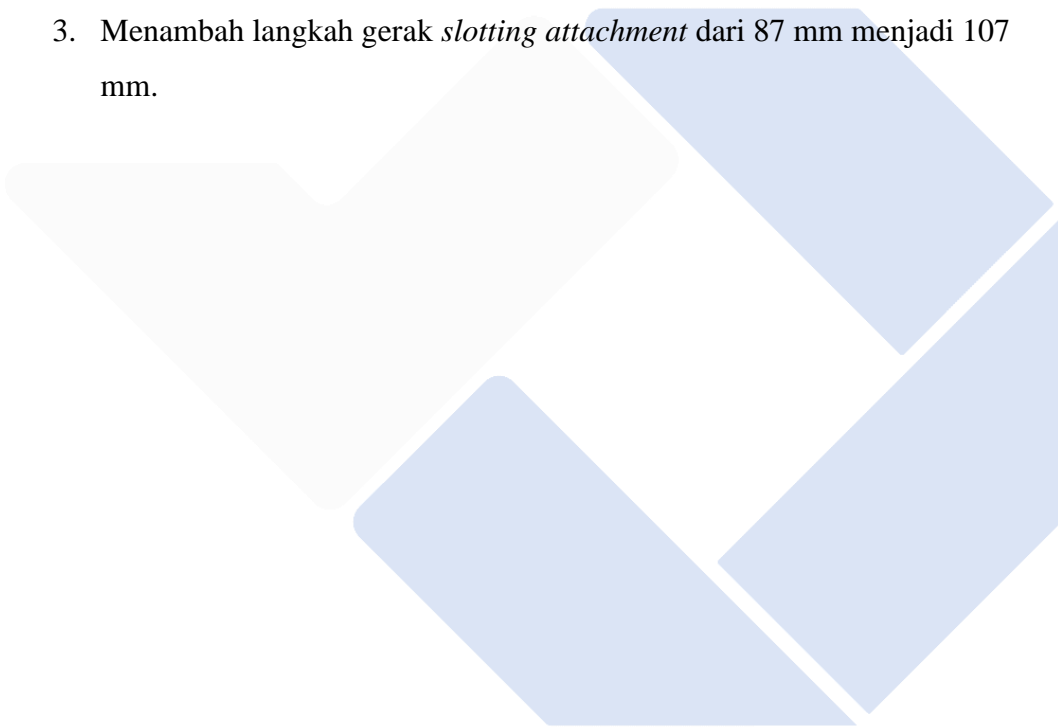 3. Menambah langkah gerak slotting attachment dari 87 mm menjadi 107
mm.